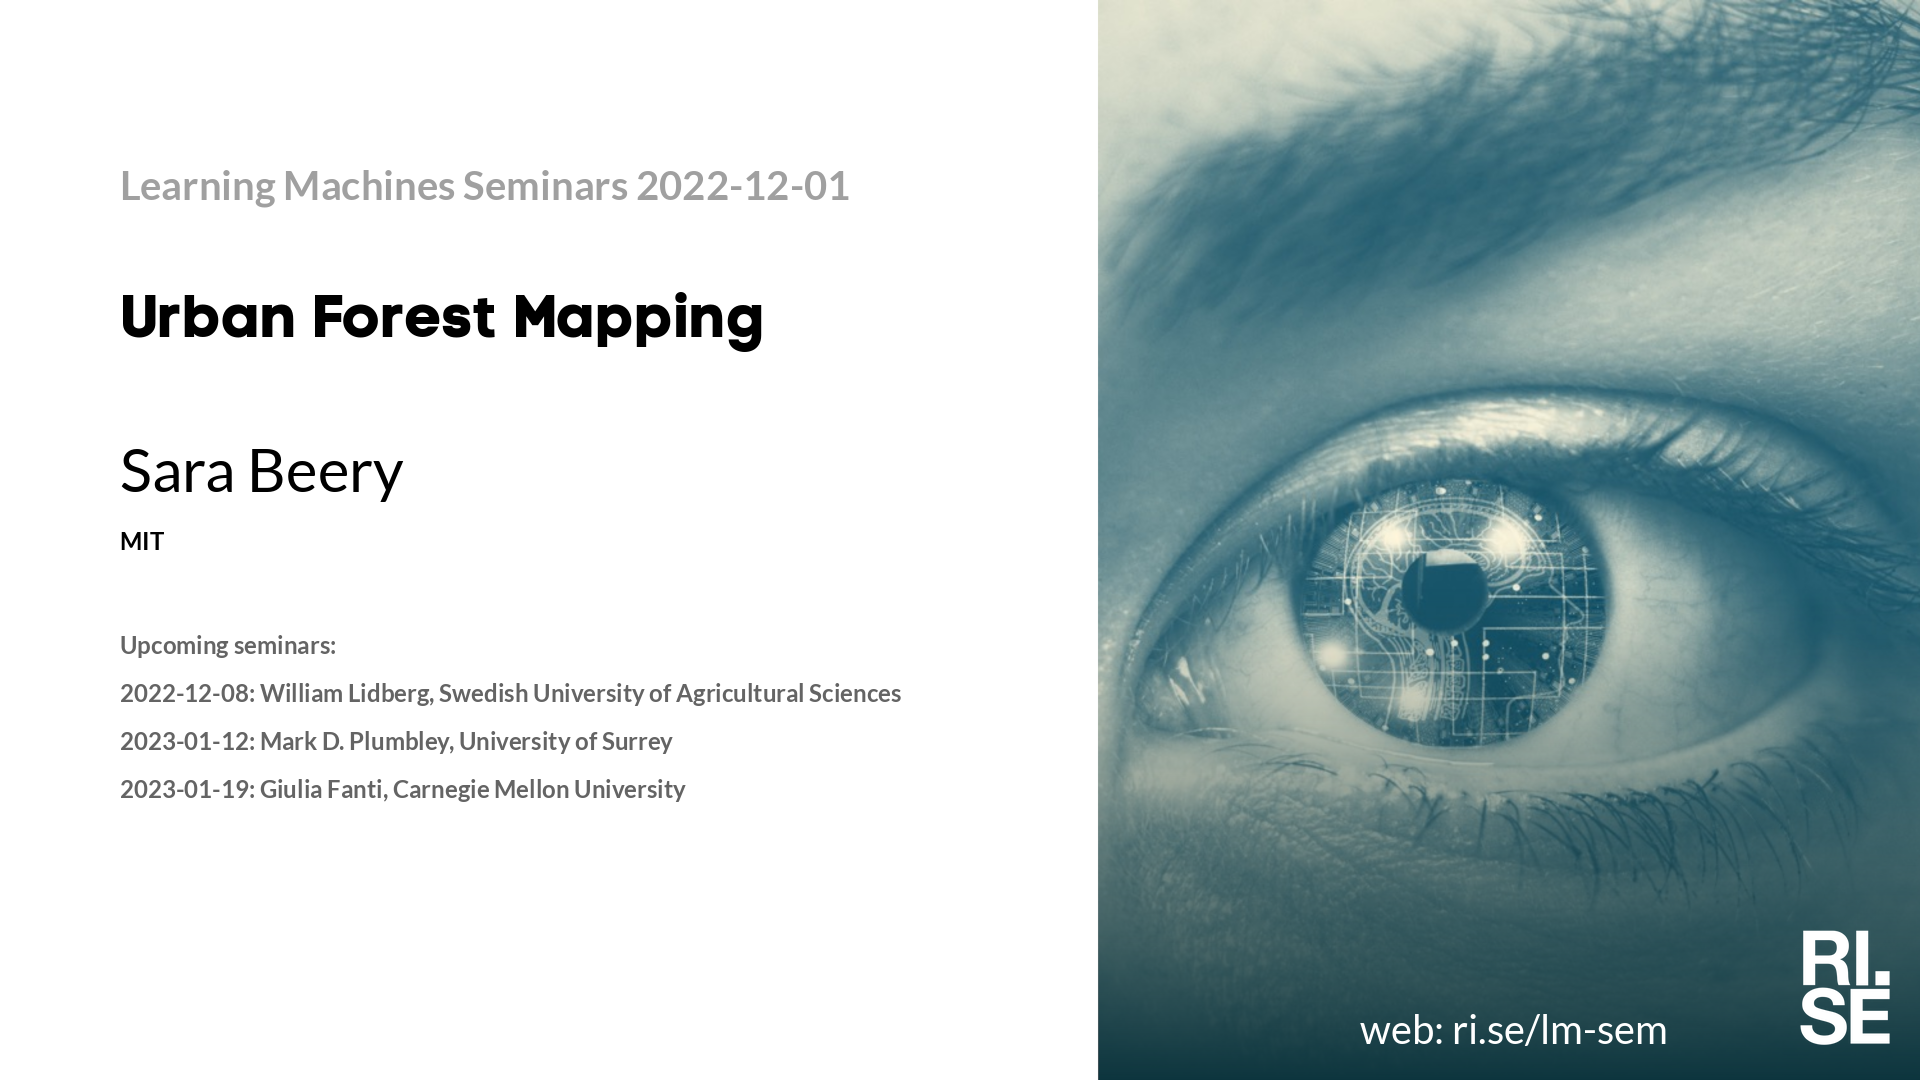 Learning Machines Seminars 2022-12-01
Urban Forest Mapping
Sara Beery
MIT
Upcoming seminars:
2022-12-08: William Lidberg, Swedish University of Agricultural Sciences
2023-01-12: Mark D. Plumbley, University of Surrey
2023-01-19: Giulia Fanti, Carnegie Mellon University
RI.
SE
web: ri.se/lm-sem